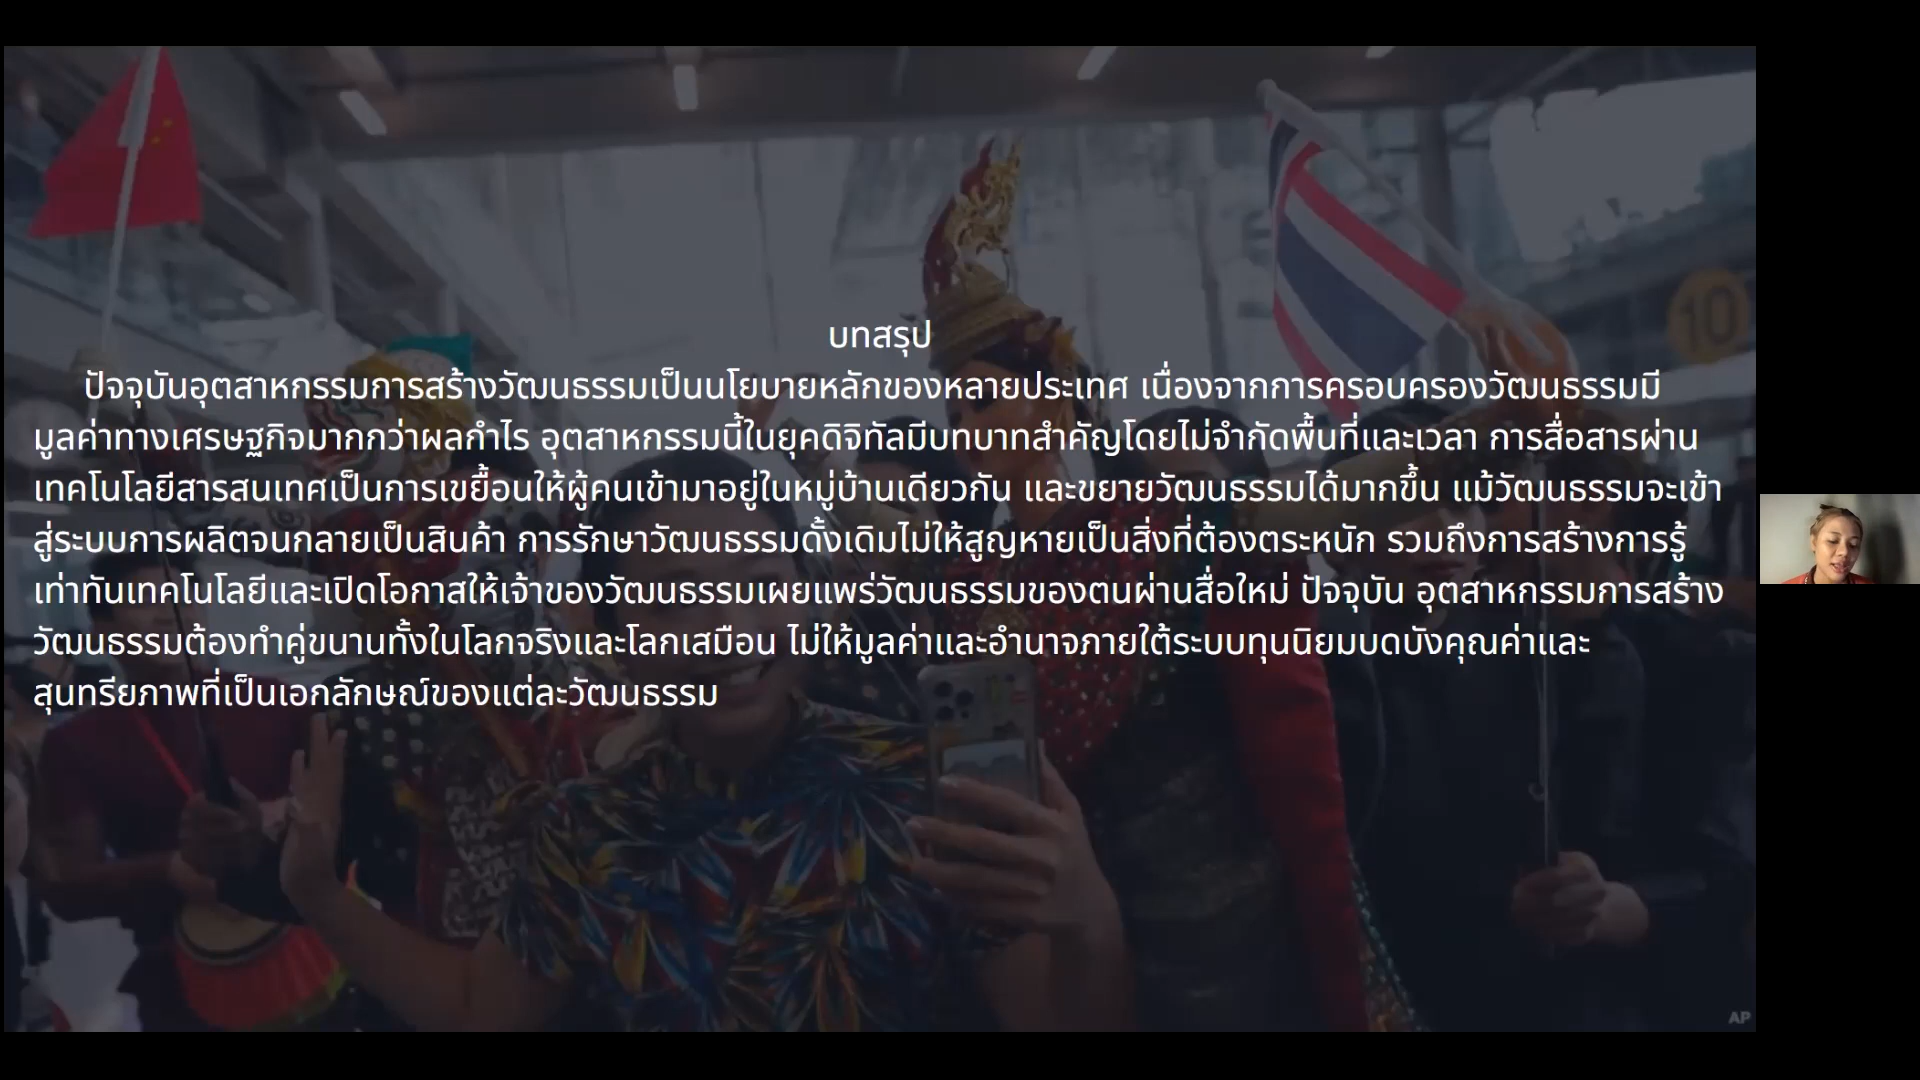 บทสรุป
ปัจจุบันอุตสาหกรรมการสร้างวัฒนธรรมเป็นนโยบายหลักของหลายประเทศ เนื่องจากการครอบครองวัฒนธรรมมี
มูลค่าทางเศรษฐกิจมากกว่าผลกำไร อุตสาหกรรมนี้ในยุคดิจิทัลมีบทบาทสำคัญโดยไม่จำกัดพื้นที่และเวลา การสื่อสารผ่าน
เทคโนโลยีสารสนเทศเป็นการเขยื้อนให้ผู้คนเข้ามาอยู่ในหมู่บ้านเดียวกัน และขยายวัฒนธรรมได้มากขึ้น แม้วัฒนธรรมจะเข้า
สู่ระบบการผลิตจนกลายเป็นสินค้า การรักษาวัฒนธรรมดั้งเดิมไม่ให้สูญหายเป็นสิ่งที่ต้องตระหนัก รวมถึงการสร้างการรู้
เท่าทันเทคโนโลยีและเปิดโอกาสให้เจ้าของวัฒนธรรมเผยแพร่วัฒนธรรมของตนผ่านสื่อใหม่ ปัจจุบัน อุตสาหกรรมการสร้าง
วัฒนธรรมต้องทำคู่ขนานทั้งในโลกจริงและโลกเสมือน ไม่ให้มูลค่าและอำนาจภายใต้ระบบทุนนิยมบดบังคุณค่าและ
สุนทรียภาพที่เป็นเอกลักษณ์ของแต่ละวัฒนธรรม
10
AP